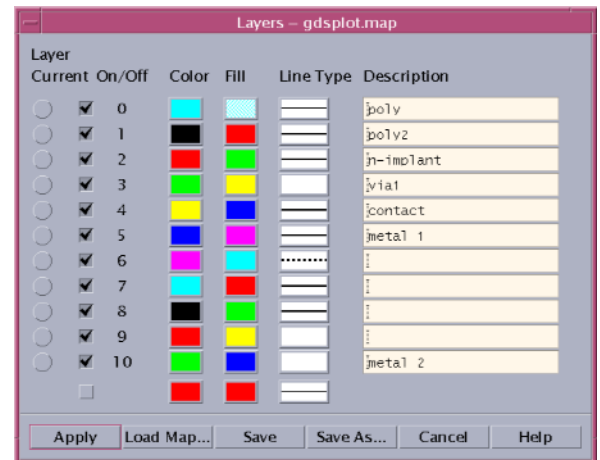 Layers – gdsplot.map
Layer
Current On/Off Color Fill Line Type Description
0 poly
1 poly2
2 n-implant
3 via1
4 contact
5 metal 1
6
7
8
9
10 metal 2
Apply Load Map... Save Save As... Cancel Help